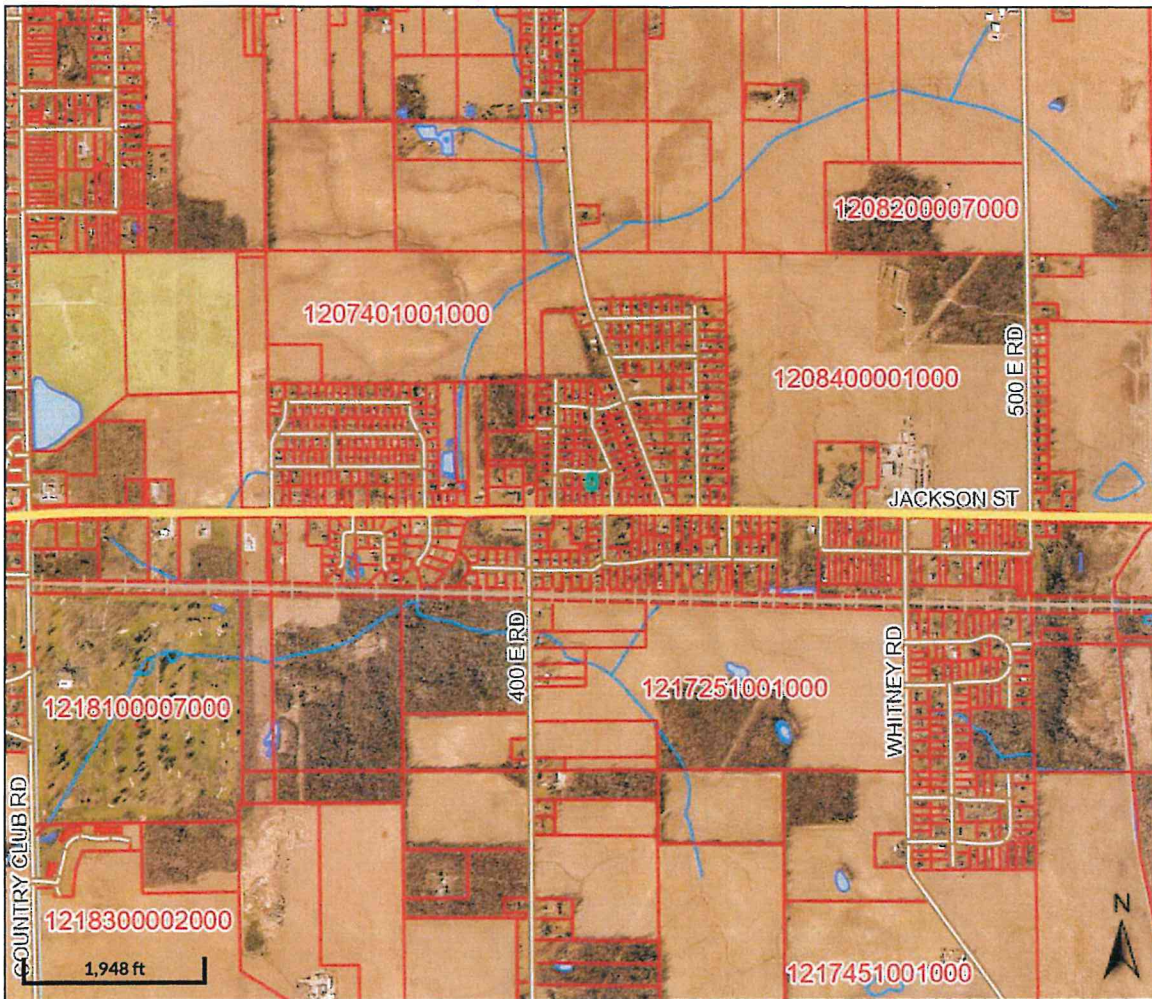 1208200007000
1207401001000
1208400001000
500 E RD
JACKSON ST
400 E RD
WHITNEY RD
1217251001000
1218100007000
COUNTRY CLUB RD
1218300002000
N
1,948 ft
1217451001000